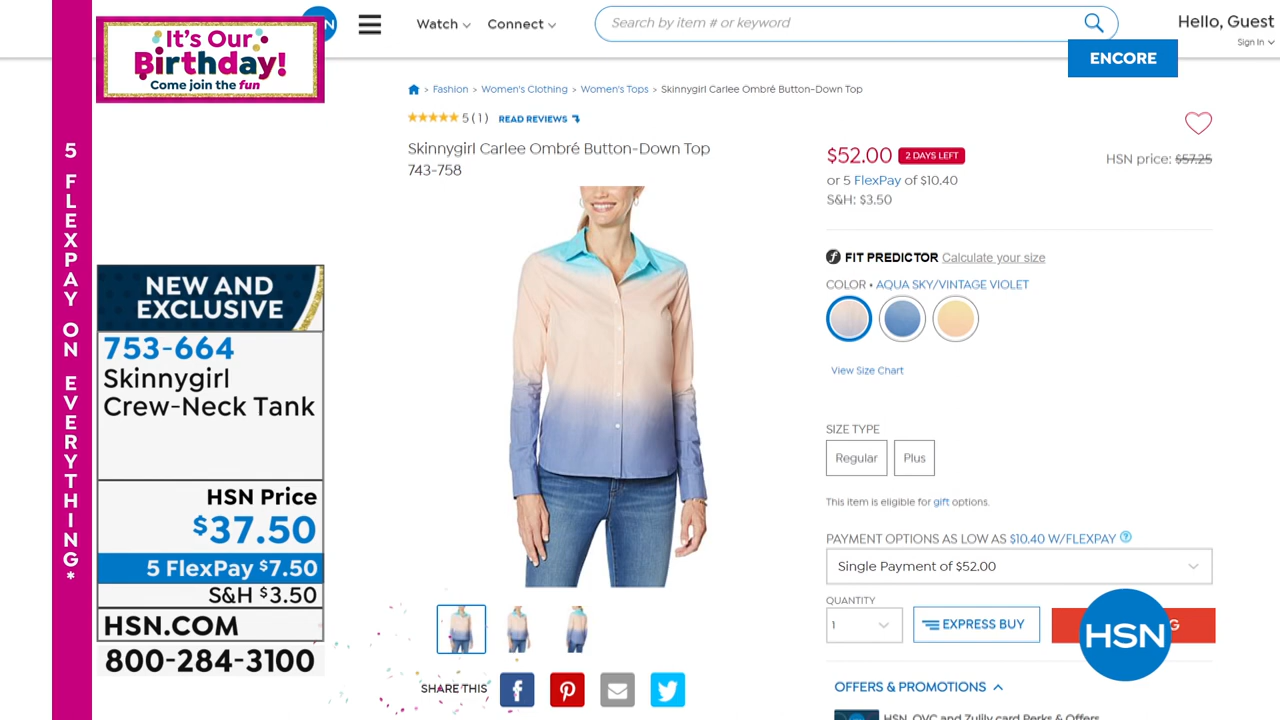 It's Our
Birthday!
Come join the fun
5 FLEXPAY ON EVERYTHING*
NEW AND
EXCLUSIVE
753-664
Skinnygirl
Crew-Neck Tank
HSN Price
$37.50
5 FlexPay $7.50
S&H $3.50
HSN.COM
800-284-3100
N
Watch
Connect
Search by item # or keyword
Hello, Guest
Sign In
ENCORE
> Fashion > Women's Clothing > Women's Tops > Skinnygirl Carlee Ombré Button-Down Top
5 ( 1 ) READ REVIEWS
Skinnygirl Carlee Ombré Button-Down Top
743-758
$52.00 2 DAYS LEFT
HSN price: $57.25
or 5 FlexPay of $10.40
S&H: $3.50
FIT PREDICTOR Calculate your size
COLOR • AQUA SKY/VINTAGE VIOLET
View Size Chart
SIZE TYPE
Regular
Plus
This item is eligible for gift options.
PAYMENT OPTIONS AS LOW AS $10.40 W/FLEXPAY ?
Single Payment of $52.00
QUANTITY
1
EXPRESS BUY
G
HSN
SHARE THIS
OFFERS & PROMOTIONS
HSN, QVC and Zulily card Perks & Offers